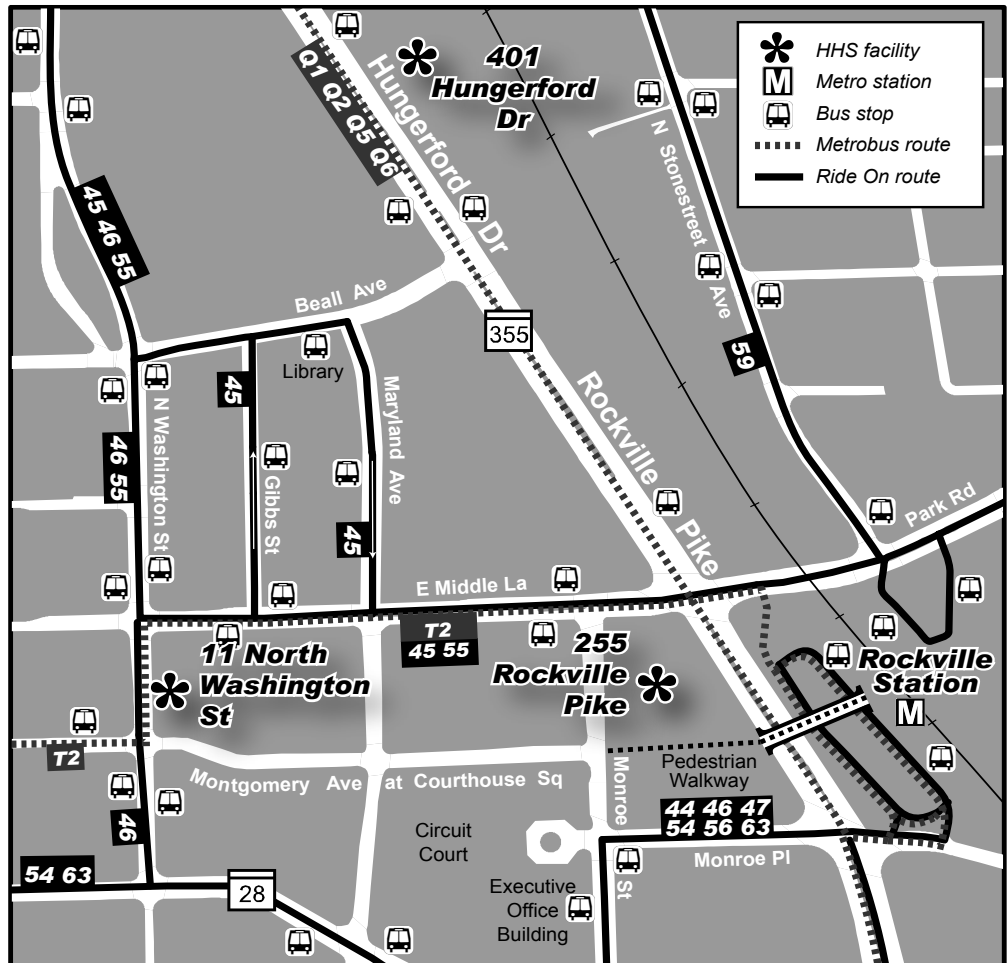 HHS facility
M
Metro station
Bus stop
Metrobus route
Ride On route
401
Hungerford
Dr
Q1 Q2 Q5 Q6
Hungerford Dr
N Stonestreet Ave
45 46 55
Beall Ave
355
Library
59
45
46 55
N Washington St
Gibbs St
Maryland Ave
45
Rockville Pike
Park Rd
E Middle La
T2
45 55
11 North
Washington
St
255
Rockville
Pike
Rockville
Station
M
T2
Montgomery Ave at Courthouse Sq
Pedestrian
Walkway
Monroe St
44 46 47
54 56 63
46
Circuit
Court
Monroe Pl
54 63
28
Executive
Office
Building